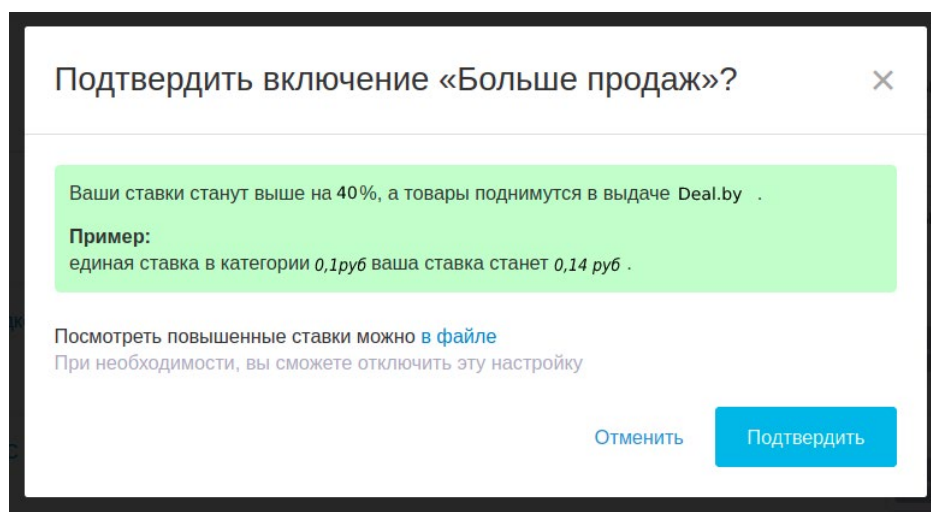 Подтвердить включение «Больше продаж»?
Ваши ставки станут выше на 40%, а товары поднимутся в выдаче Deal.by .
Пример:
единая ставка в категории 0,1руб ваша ставка станет 0,14 руб .
Посмотреть повышенные ставки можно в файле
При необходимости, вы сможете отключить эту настройку
Отменить Подтвердить